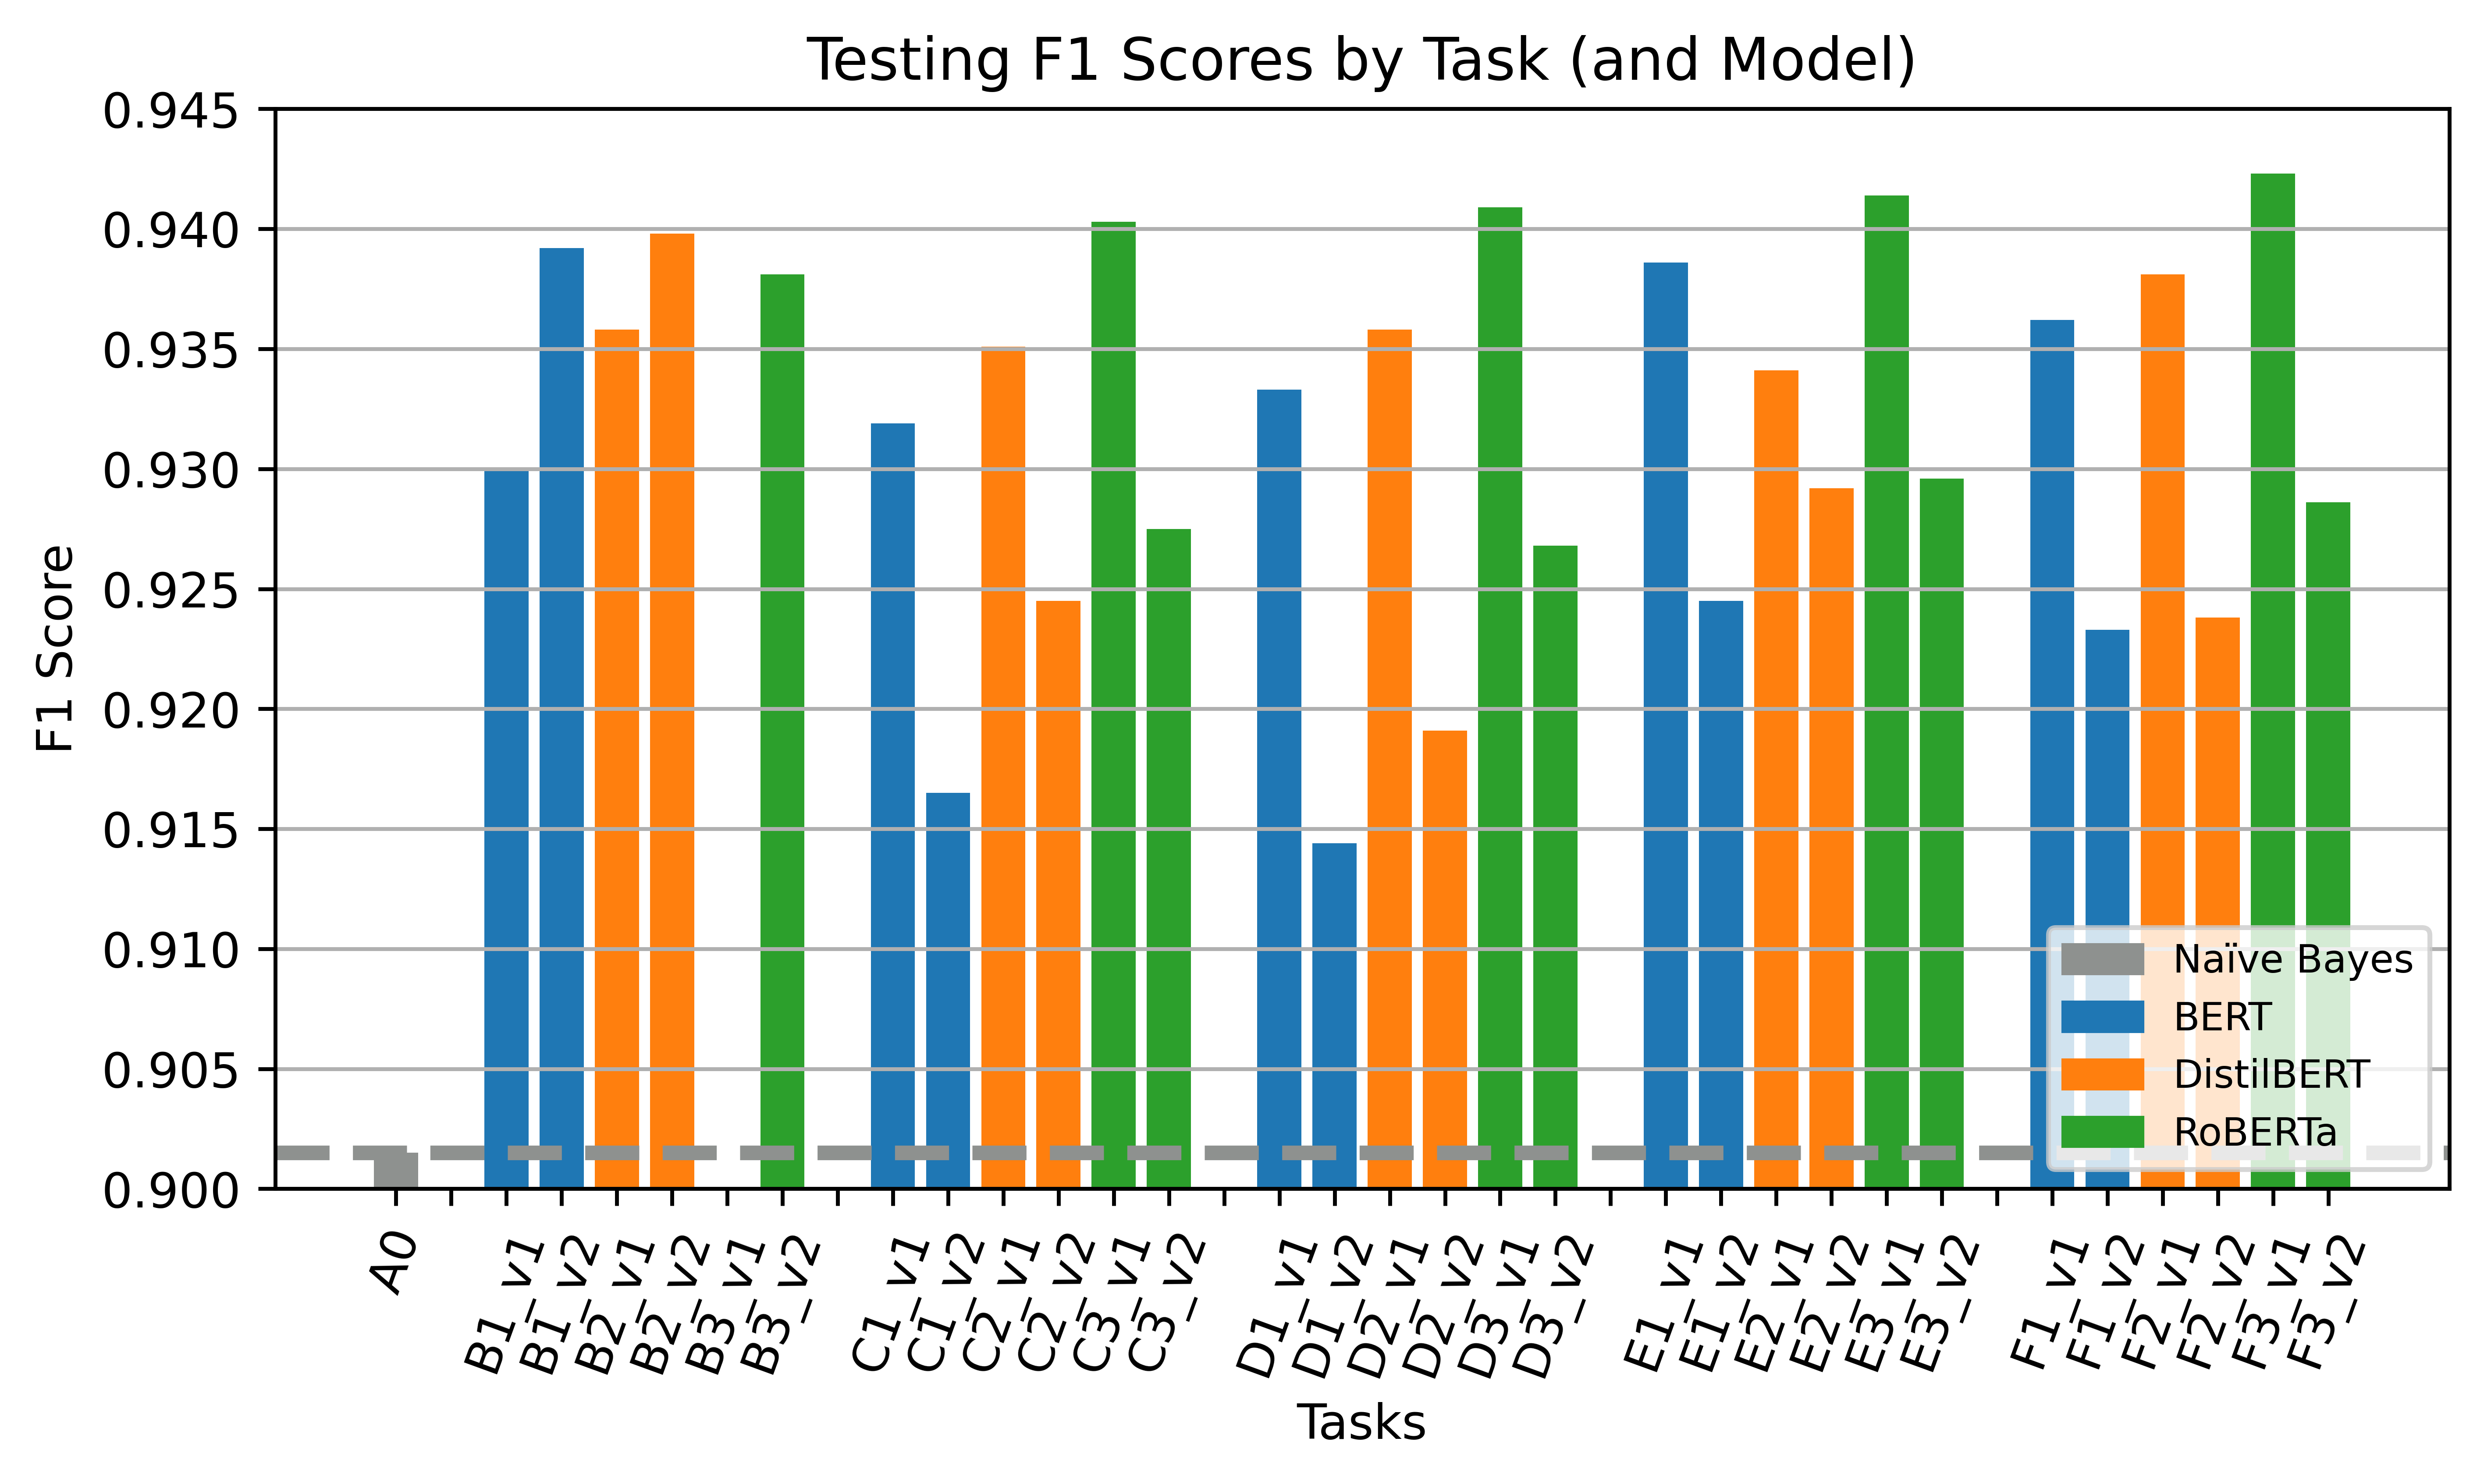 Testing F1 Scores by Task (and Model)
0.945
0.940
0.935
0.930
0.925
0.920
0.915
0.910
0.905
0.900
F1 Score
Naïve Bayes
BERT
DistilBERT
RoBERTa
A0
B1_v1
B1_v2
B2_v1
B2_v2
B3_v1
B3_v2
C1_v1
C1_v2
C2_v1
C2_v2
C3_v1
C3_v2
D1_v1
D1_v2
D2_v1
D2_v2
D3_v1
D3_v2
E1_v1
E1_v2
E2_v1
E2_v2
E3_v1
E3_v2
F1_v1
F1_v2
F2_v1
F2_v2
F3_v1
F3_v2
Tasks